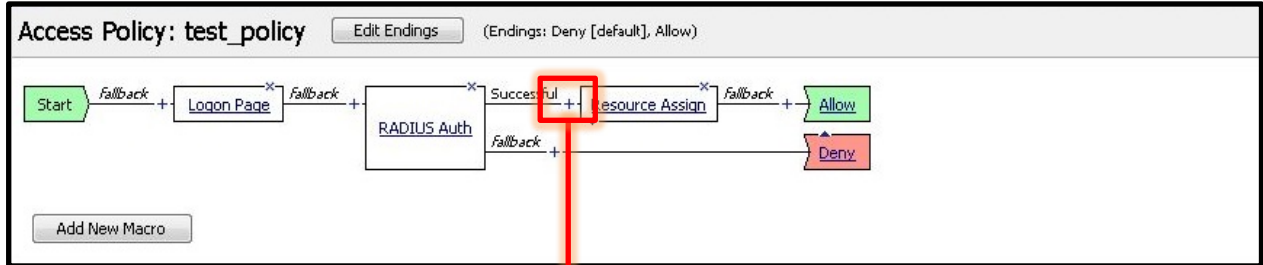 Access Policy: test_policy Edit Endings (Endings: Deny [default], Allow)
Start Fallback + Logon Page x Fallback + RADIUS Auth x Successful + Resource Assign x Fallback + Allow
Fallback + Deny
Add New Macro